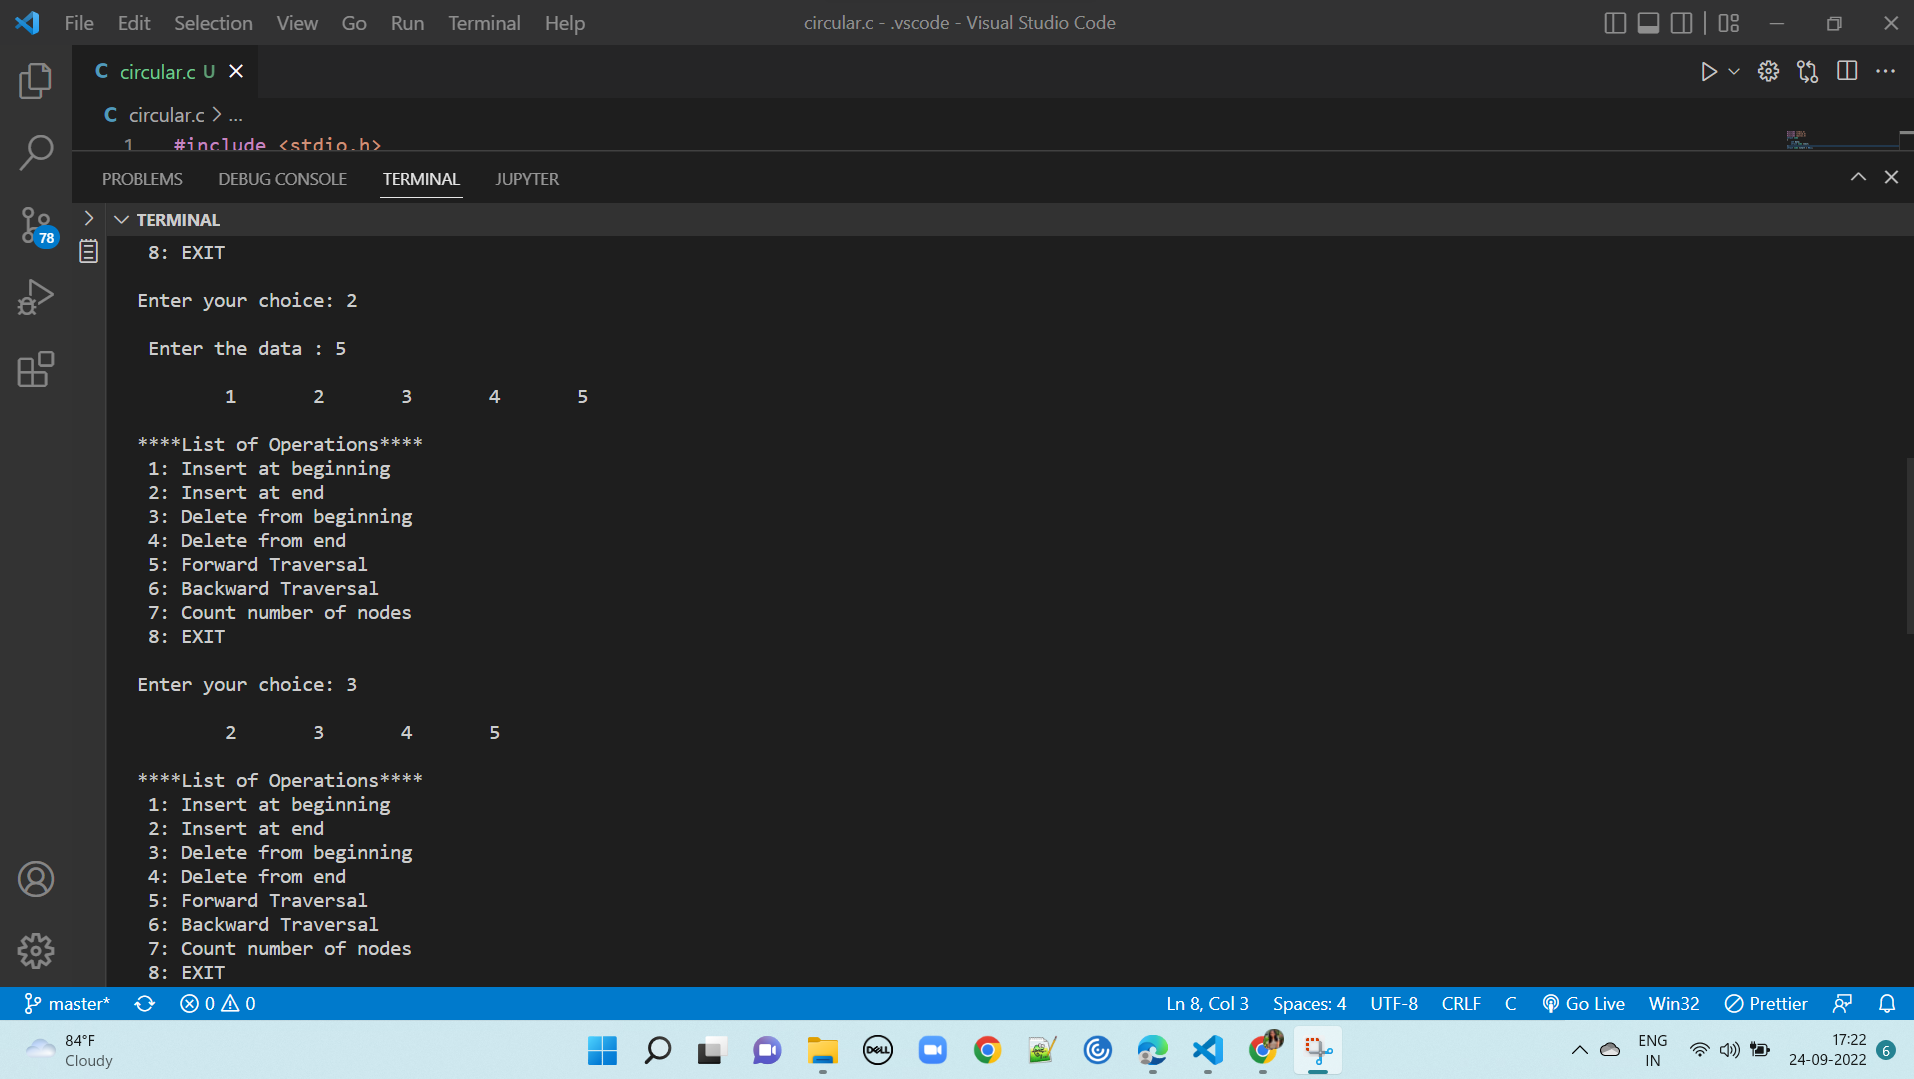 File Edit Selection View Go Run Terminal Help circular.c - .vscode - Visual Studio Code
C circular.c U
C circular.c > ...
1 #include <stdio.h>
PROBLEMS DEBUG CONSOLE TERMINAL JUPYTER
TERMINAL
78
8: EXIT
Enter your choice: 2
Enter the data : 5
1 2 3 4 5
****List of Operations****
1: Insert at beginning
2: Insert at end
3: Delete from beginning
4: Delete from end
5: Forward Traversal
6: Backward Traversal
7: Count number of nodes
8: EXIT
Enter your choice: 3
2 3 4 5
****List of Operations****
1: Insert at beginning
2: Insert at end
3: Delete from beginning
4: Delete from end
5: Forward Traversal
6: Backward Traversal
7: Count number of nodes
8: EXIT
master* 0 0 Ln 8, Col 3 Spaces: 4 UTF-8 CRLF C Go Live Win32 Prettier
84°F
Cloudy
DELL
ENG
IN
17:22
24-09-2022
6